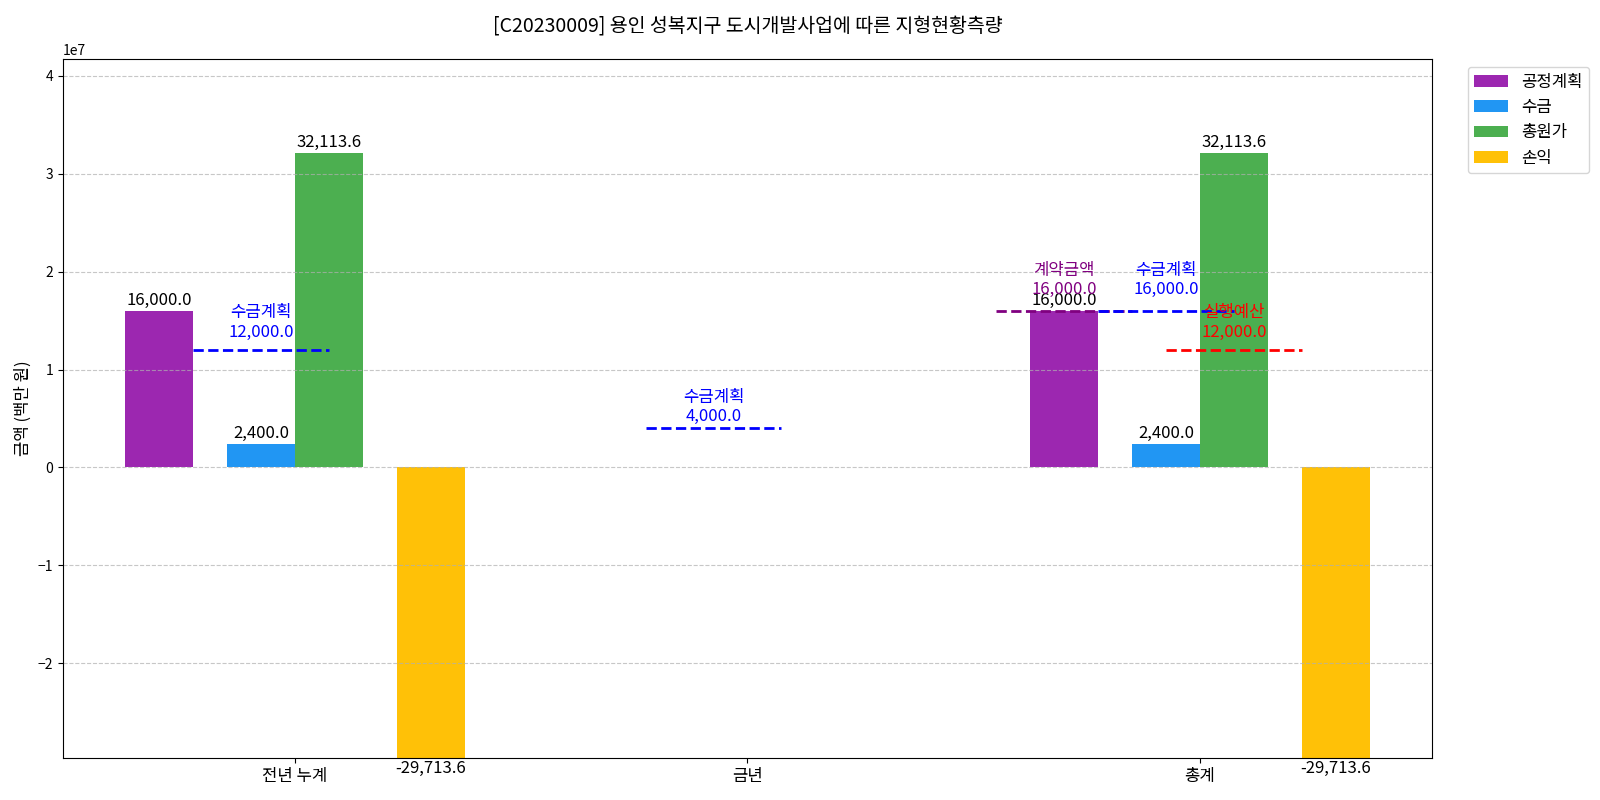 [C20230009] 용인 성복지구 도시개발사업에 따른 지형현황측량
1e7
금액 (백만 원)
4
3
2
1
0
−1
−2
16,000.0
수금계획
12,000.0
2,400.0
32,113.6
-29,713.6
수금계획
4,000.0
계약금액
16,000.0
16,000.0
수금계획
16,000.0
2,400.0
32,113.6
실행예산
12,000.0
-29,713.6
전년 누계
금년
총계
공정계획
수금
총원가
손익